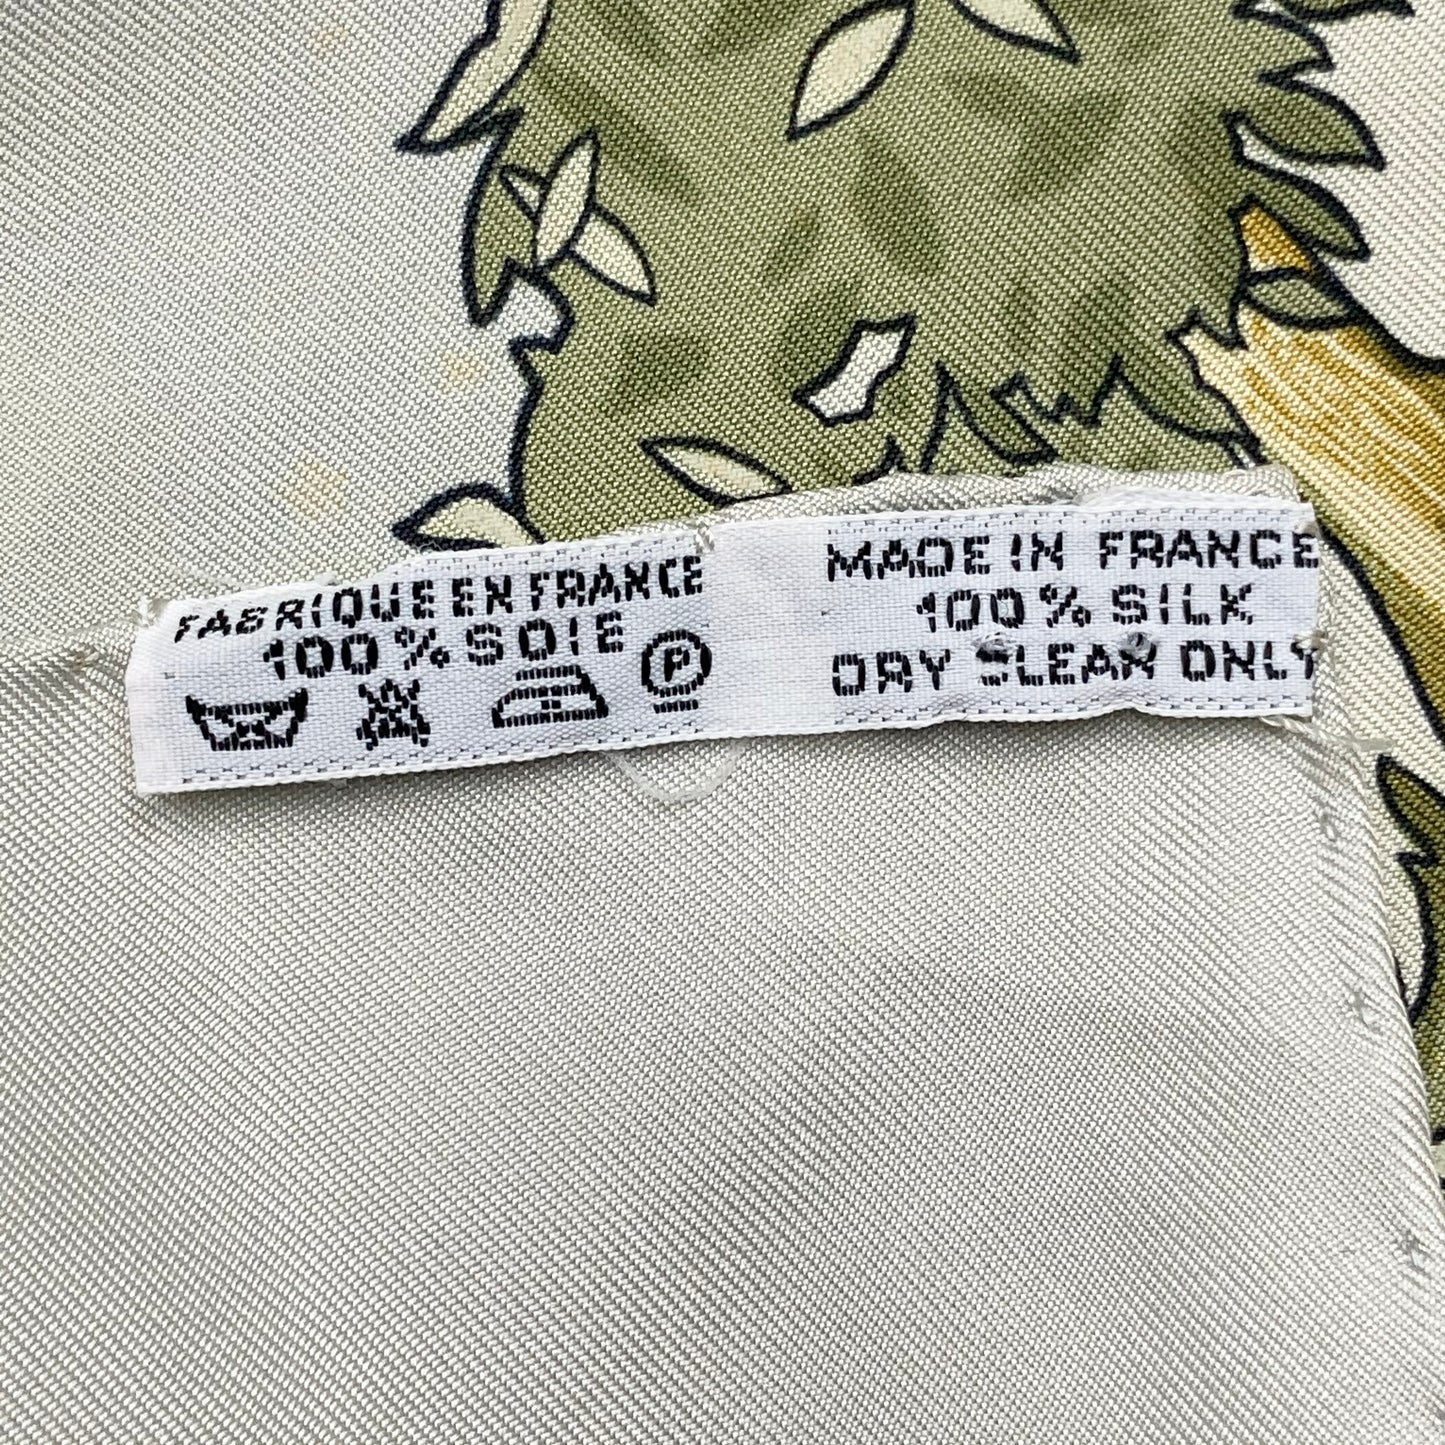 FABRIQUE EN FRANCE
100% SOIE
P
MADE IN FRANCE
100% SILK
DRY CLEAN ONLY